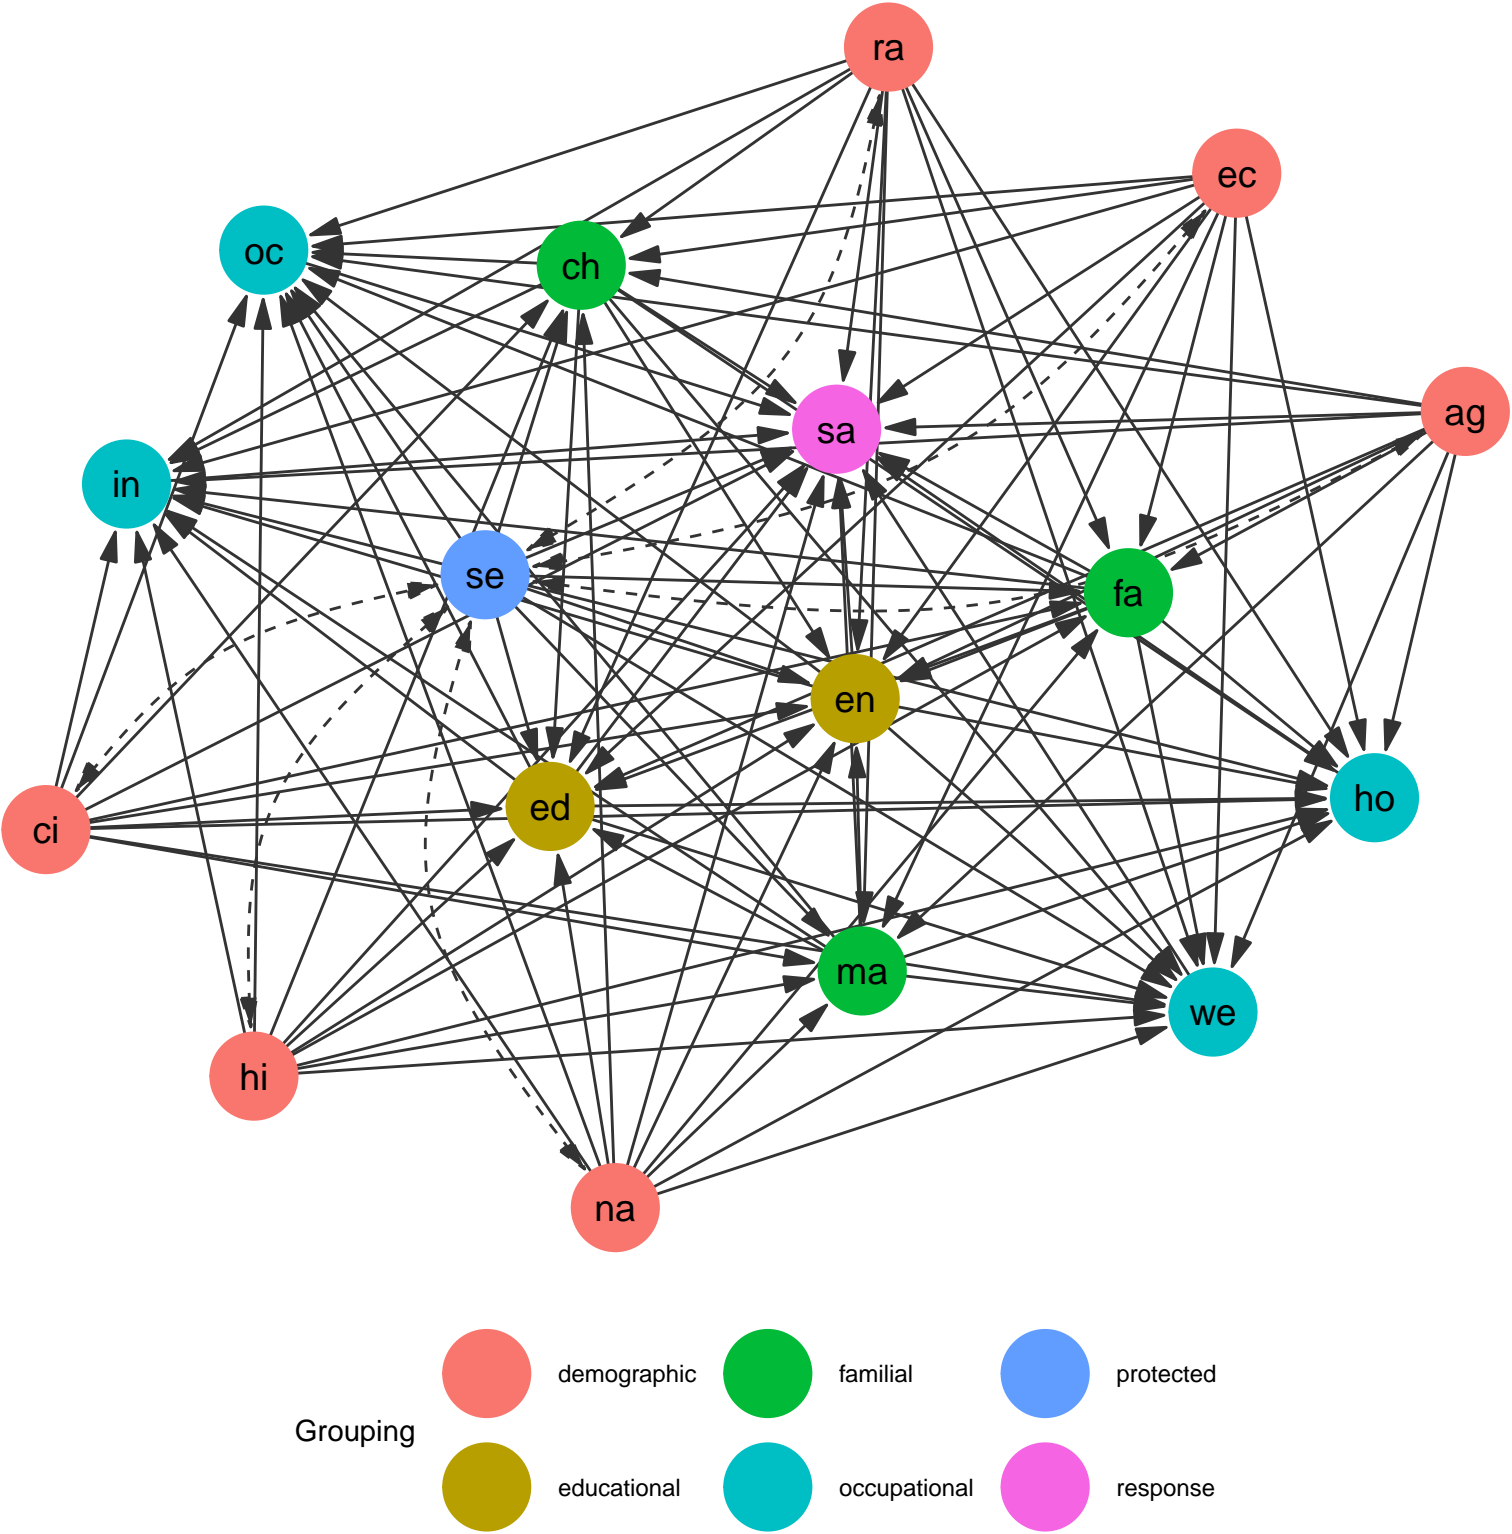 ra
ec
oc
ch
ag
sa
in
se
fa
en
ho
ed
ci
ma
we
hi
na
demographic
familial
protected
Grouping
educational
occupational
response